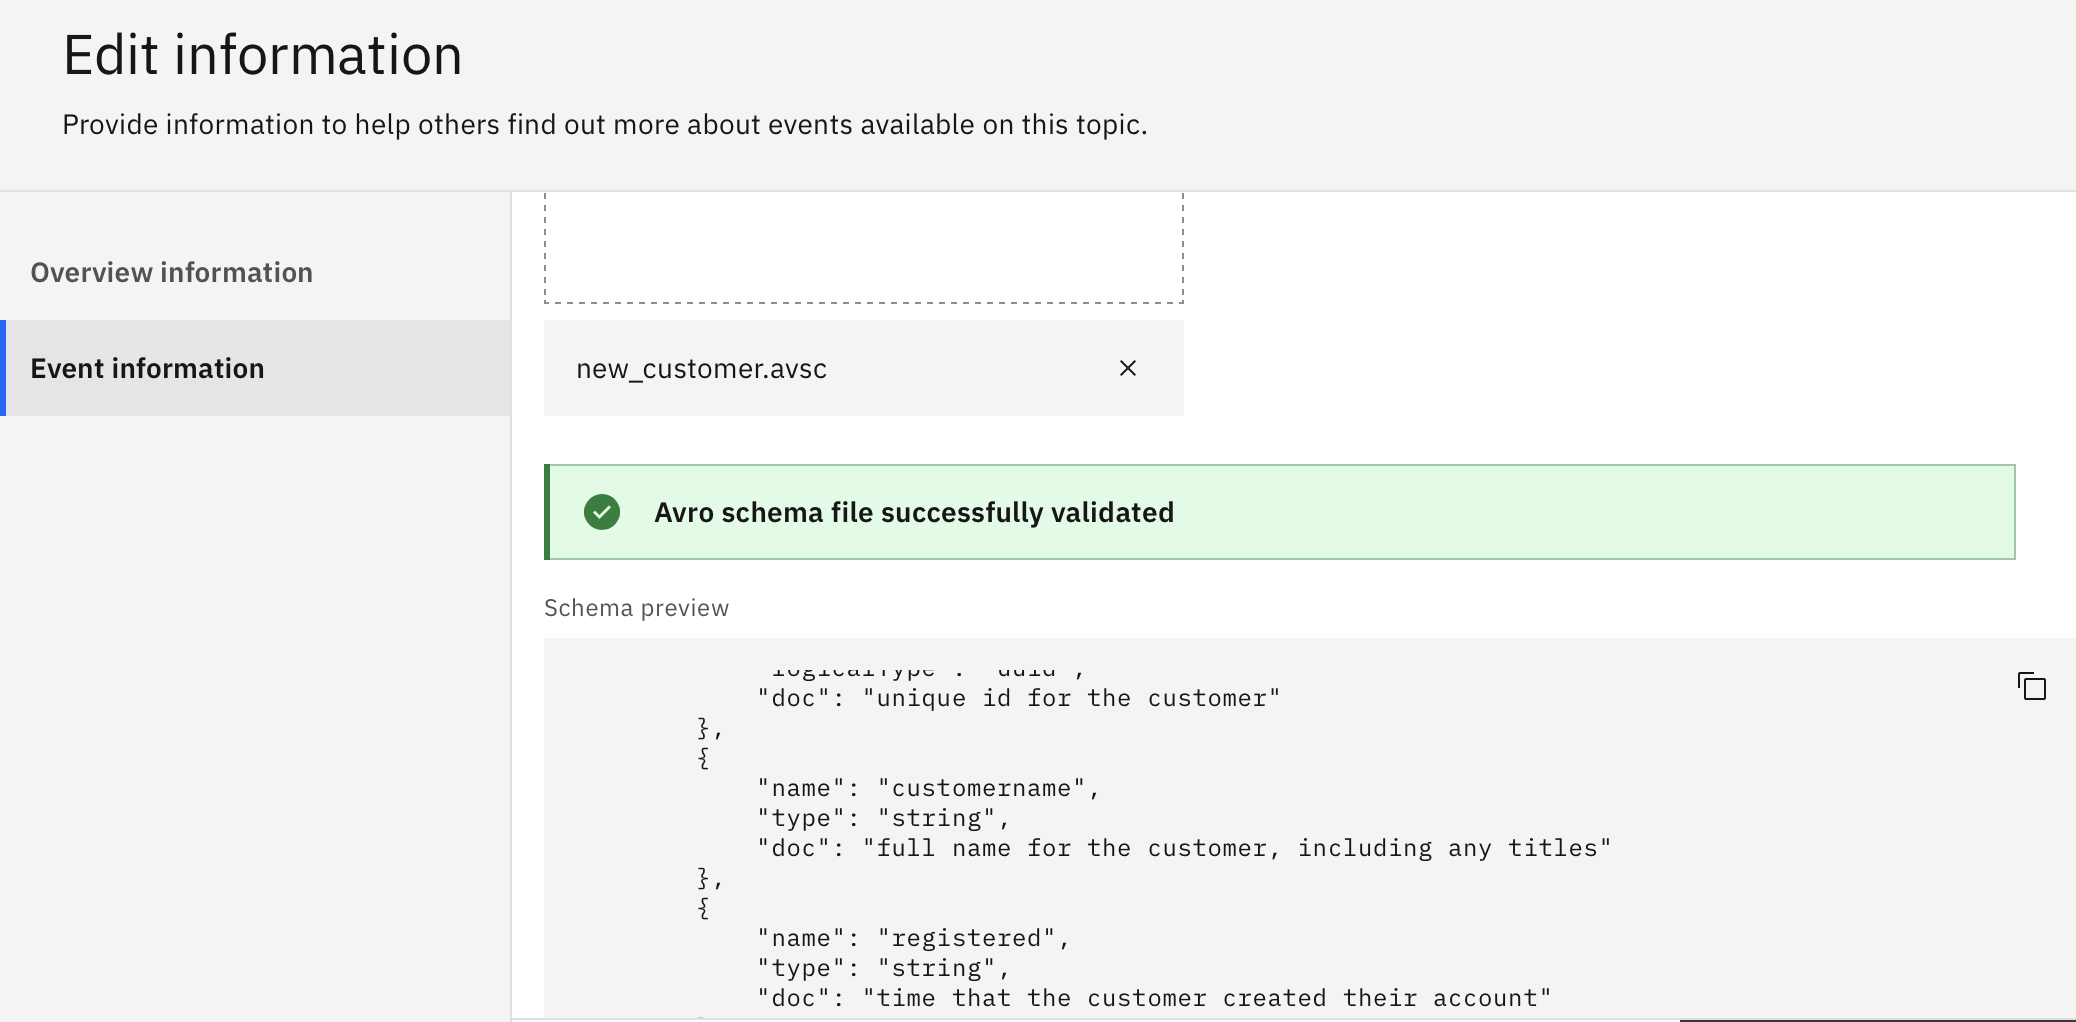 Edit information
Provide information to help others find out more about events available on this topic.
Overview information
Event information
new_customer.avsc
Avro schema file successfully validated
Schema preview
"logicalType": "uuid",
"doc": "unique id for the customer"
},
{
"name": "customername",
"type": "string",
"doc": "full name for the customer, including any titles"
},
{
"name": "registered",
"type": "string",
"doc": "time that the customer created their account"